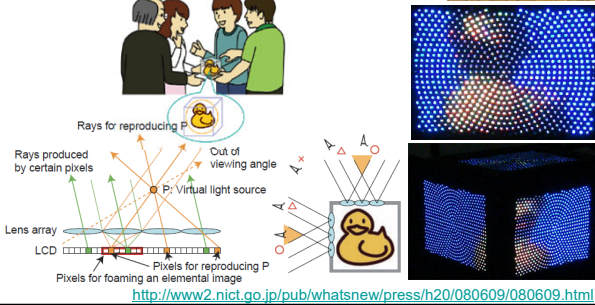 Rays for reproducing P
Rays produced
by certain pixels
Out of
viewing angle
P: Virtual light source
Lens array
LCD
Pixels for reproducing P
Pixels for foaming an elemental image
http://www2.nict.go.jp/pub/whatsnew/press/h20/080609/080609.html